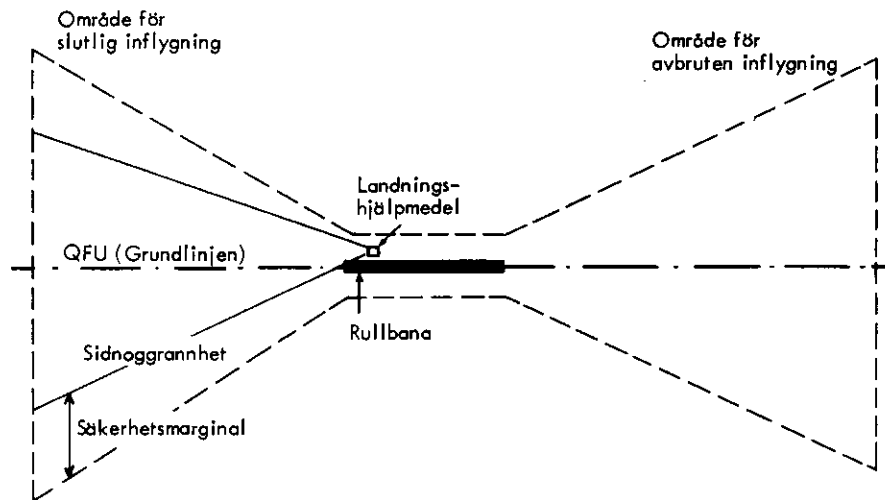 Område för
slutlig inflygning
Område för
avbruten inflygning
Landnings-
hjälpmedel
QFU (Grundlinjen)
Rullbana
Sidnoggrannhet
Säkerhetsmarginal